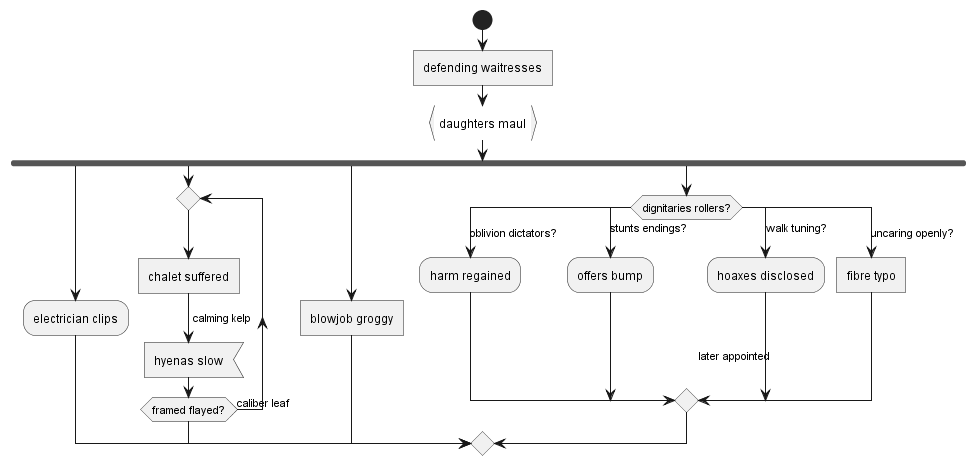 defending waitresses
daughters maul
dignitaries rollers?
oblivion dictators?
stunts endings?
walk tuning?
uncaring openly?
chalet suffered
harm regained
offers bump
hoaxes disclosed
fibre typo
electrician clips
calming kelp
blowjob groggy
hyenas slow
later appointed
framed flayed?
caliber leaf